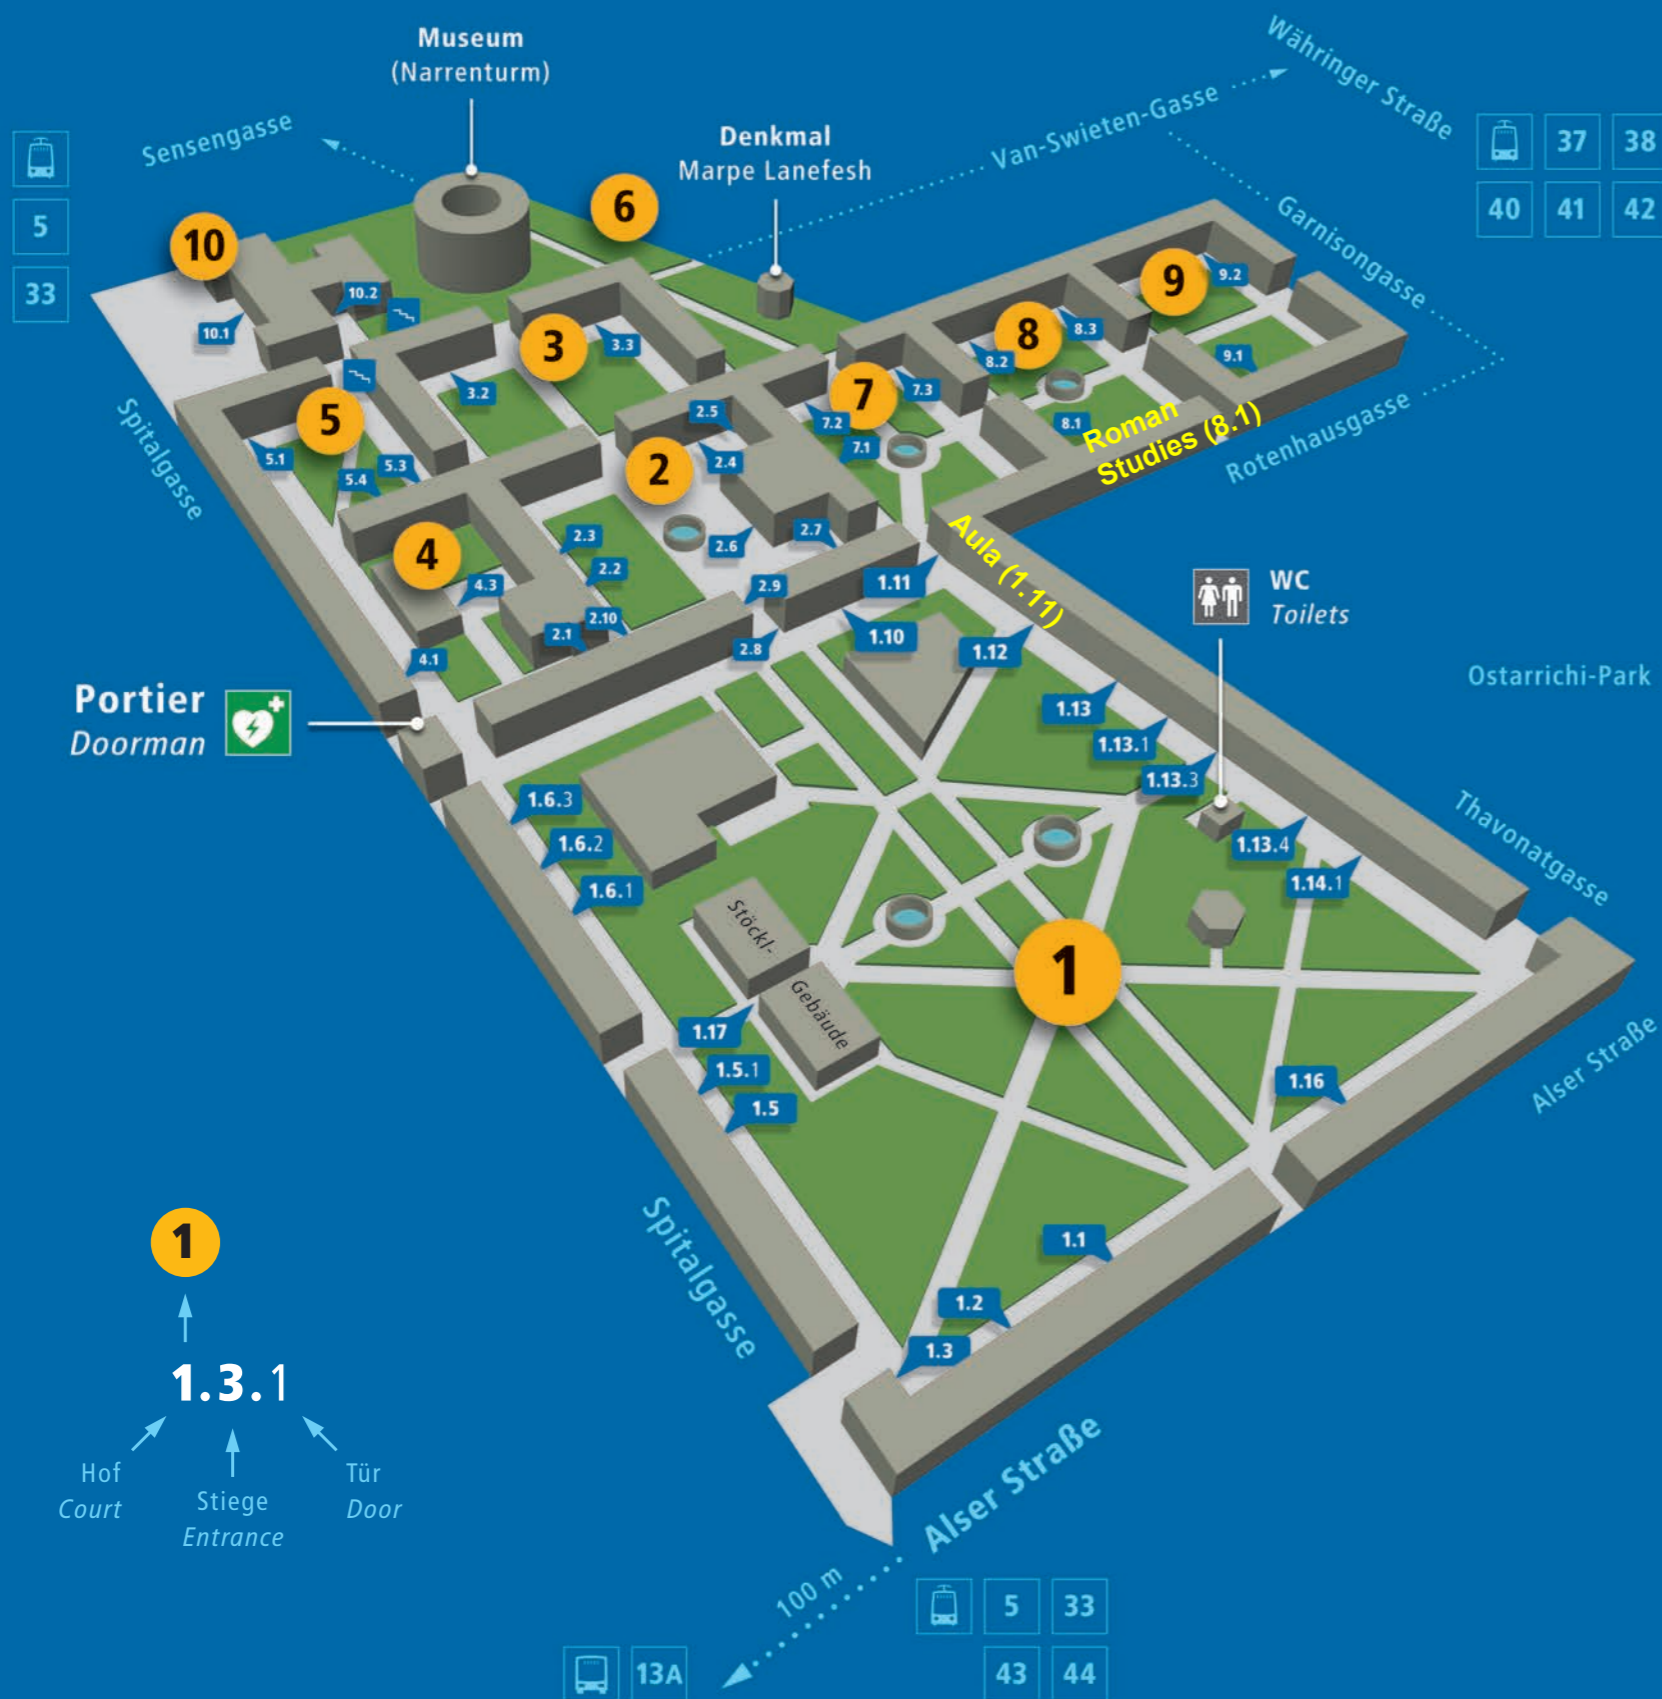 Museum
(Narrenturm)
Währinger Straße
Sensengasse
Denkmal
Marpe Lanefesh
Van-Swieten-Gasse
37
38
5
40
41
42
33
6
Garnisongasse
10
9
9.2
10.2
10.1
3
3.3
8
8.3
8.2
9.1
5
3.2
7
7.3
2.5
7.2
7.1
8.1
Roman
Studies (8.1)
Rotenhausgasse
Spitalgasse
5.1
5.3
5.4
2
2.4
4
2.3
2.6
2.7
2.2
4.3
2.9
1.11
Aula (1.11)
WC
Toilets
2.10
2.1
2.8
1.10
1.12
4.1
Ostarrichi-Park
Portier
Doorman
1.13
1.13.1
1.13.3
1.6.3
1.6.2
1.6.1
1.13.4
1.14.1
Thavonatgasse
Stöckl-
Gebäude
1
1.17
1.5.1
1.5
1.16
Alser Straße
Spitalgasse
1.1
1.2
1.3
1
1.3.1
Hof
Court
Stiege
Entrance
Tür
Door
Alser Straße
100 m
5
33
13A
43
44